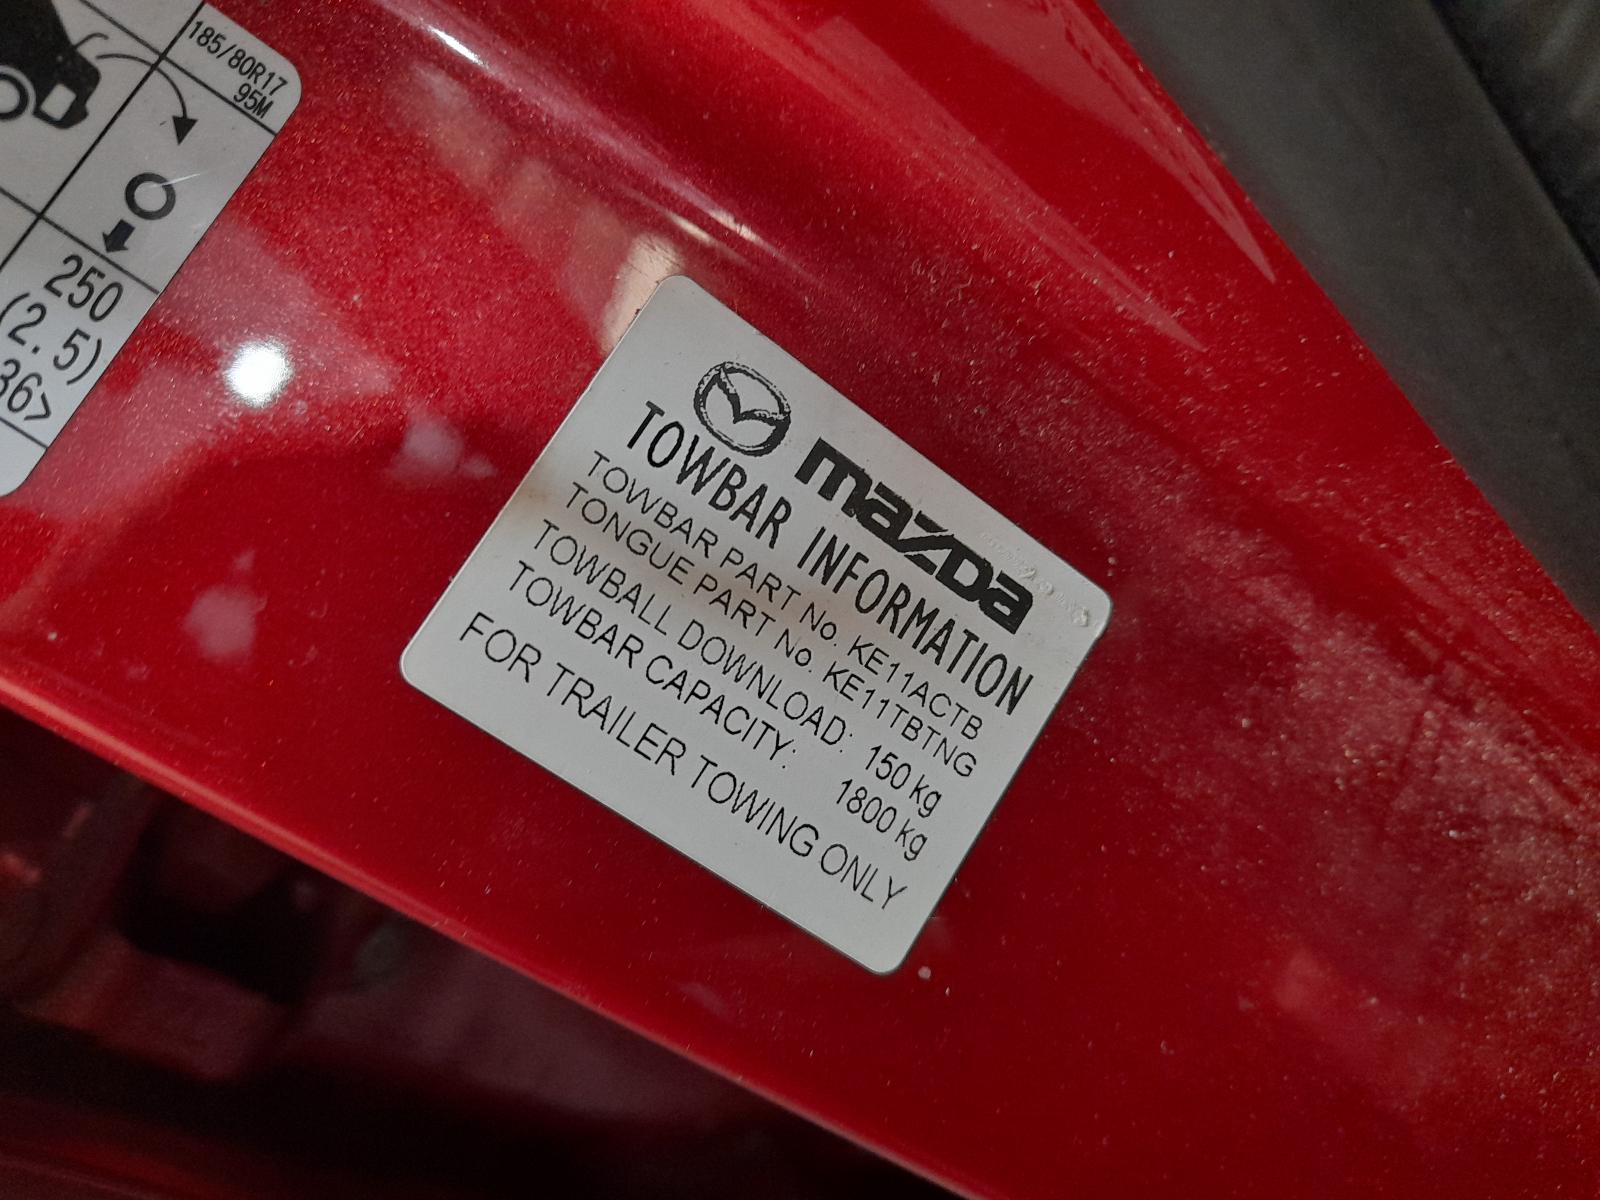 185/80R17
95M
250
(2.5)
36>
mazda
TOWBAR INFORMATION
TOWBAR PART No. KE11ACTB
TONGUE PART No. KE11TBTNG
TOWBALL DOWNLOAD: 150 kg
TOWBAR CAPACITY: 1800 kg
FOR TRAILER TOWING ONLY